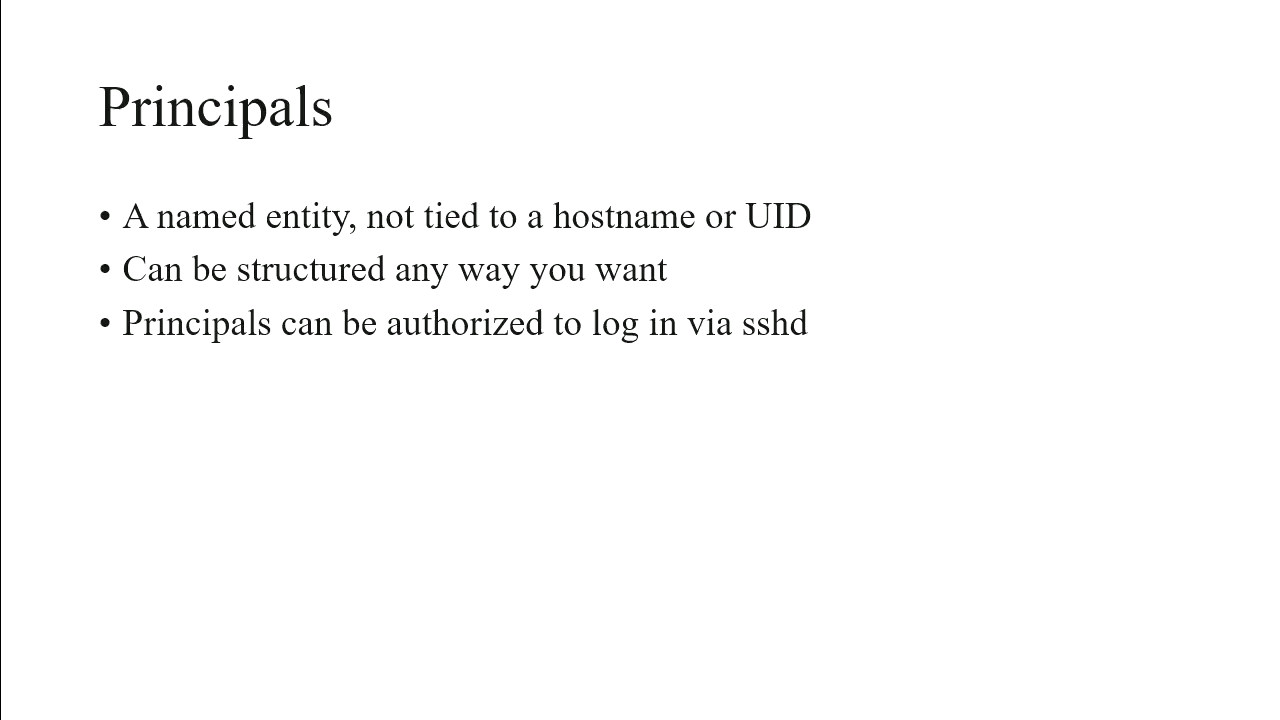 Principals
• A named entity, not tied to a hostname or UID
• Can be structured any way you want
• Principals can be authorized to log in via sshd